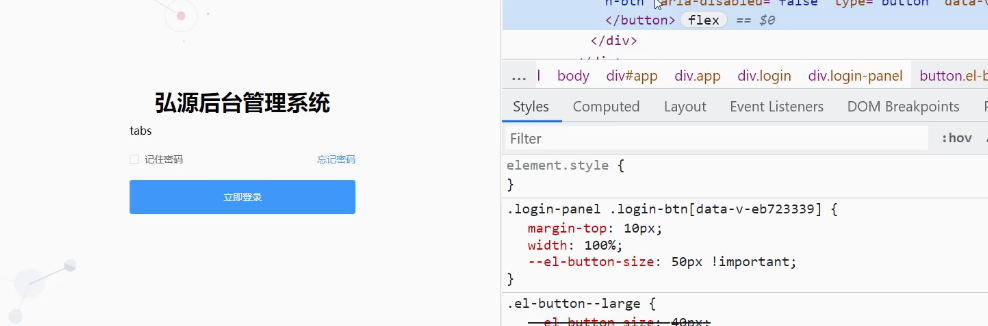 弘源后台管理系统
tabs
记住密码 忘记密码
立即登录
n-btn" aria-disabled="false" type="button" data-v
</button> flex == $0
</div>
… l body div#app div.app div.login div.login-panel button.el-b
Styles Computed Layout Event Listeners DOM Breakpoints
Filter :hov .
element.style {
}
.login-panel .login-btn[data-v-eb723339] {
margin-top: 10px;
width: 100%;
--el-button-size: 50px !important;
}
.el-button--large {
--el-button-size: 40px;